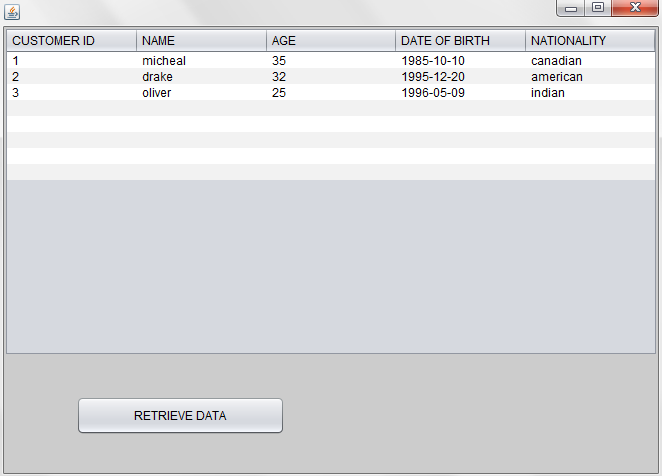 CUSTOMER ID NAME AGE DATE OF BIRTH NATIONALITY
1 micheal 35 1985-10-10 canadian
2 drake 32 1995-12-20 american
3 oliver 25 1996-05-09 indian
RETRIEVE DATA